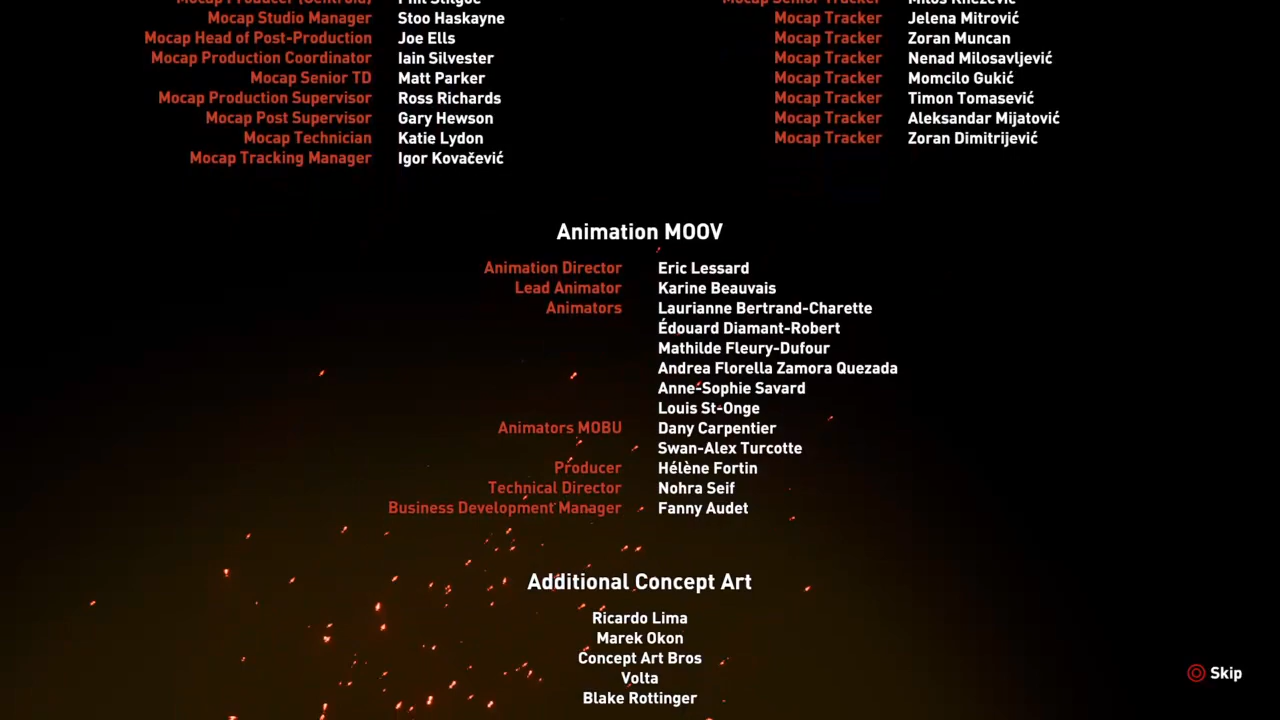 Mocap Studio Manager Stoo Haskayne
Mocap Head of Post-Production Joe Ells
Mocap Production Coordinator Iain Silvester
Mocap Senior TD Matt Parker
Mocap Production Supervisor Ross Richards
Mocap Post Supervisor Gary Hewson
Mocap Technician Katie Lydon
Mocap Tracking Manager Igor Kovačević
Mocap Tracker Jelena Mitrović
Mocap Tracker Zoran Muncan
Mocap Tracker Nenad Milosavljević
Mocap Tracker Momcilo Gukić
Mocap Tracker Timon Tomasević
Mocap Tracker Aleksandar Mijatović
Mocap Tracker Zoran Dimitrijević
Animation MOOV
Animation Director Eric Lessard
Lead Animator Karine Beauvais
Animators Laurianne Bertrand-Charette
Édouard Diamant-Robert
Mathilde Fleury-Dufour
Andrea Florella Zamora Quezada
Anne-Sophie Savard
Louis St-Onge
Animators MOBU Dany Carpentier
Swan-Alex Turcotte
Producer Hélène Fortin
Technical Director Nohra Seif
Business Development Manager Fanny Audet
Additional Concept Art
Ricardo Lima
Marek Okon
Concept Art Bros
Volta
Blake Rottinger
Skip